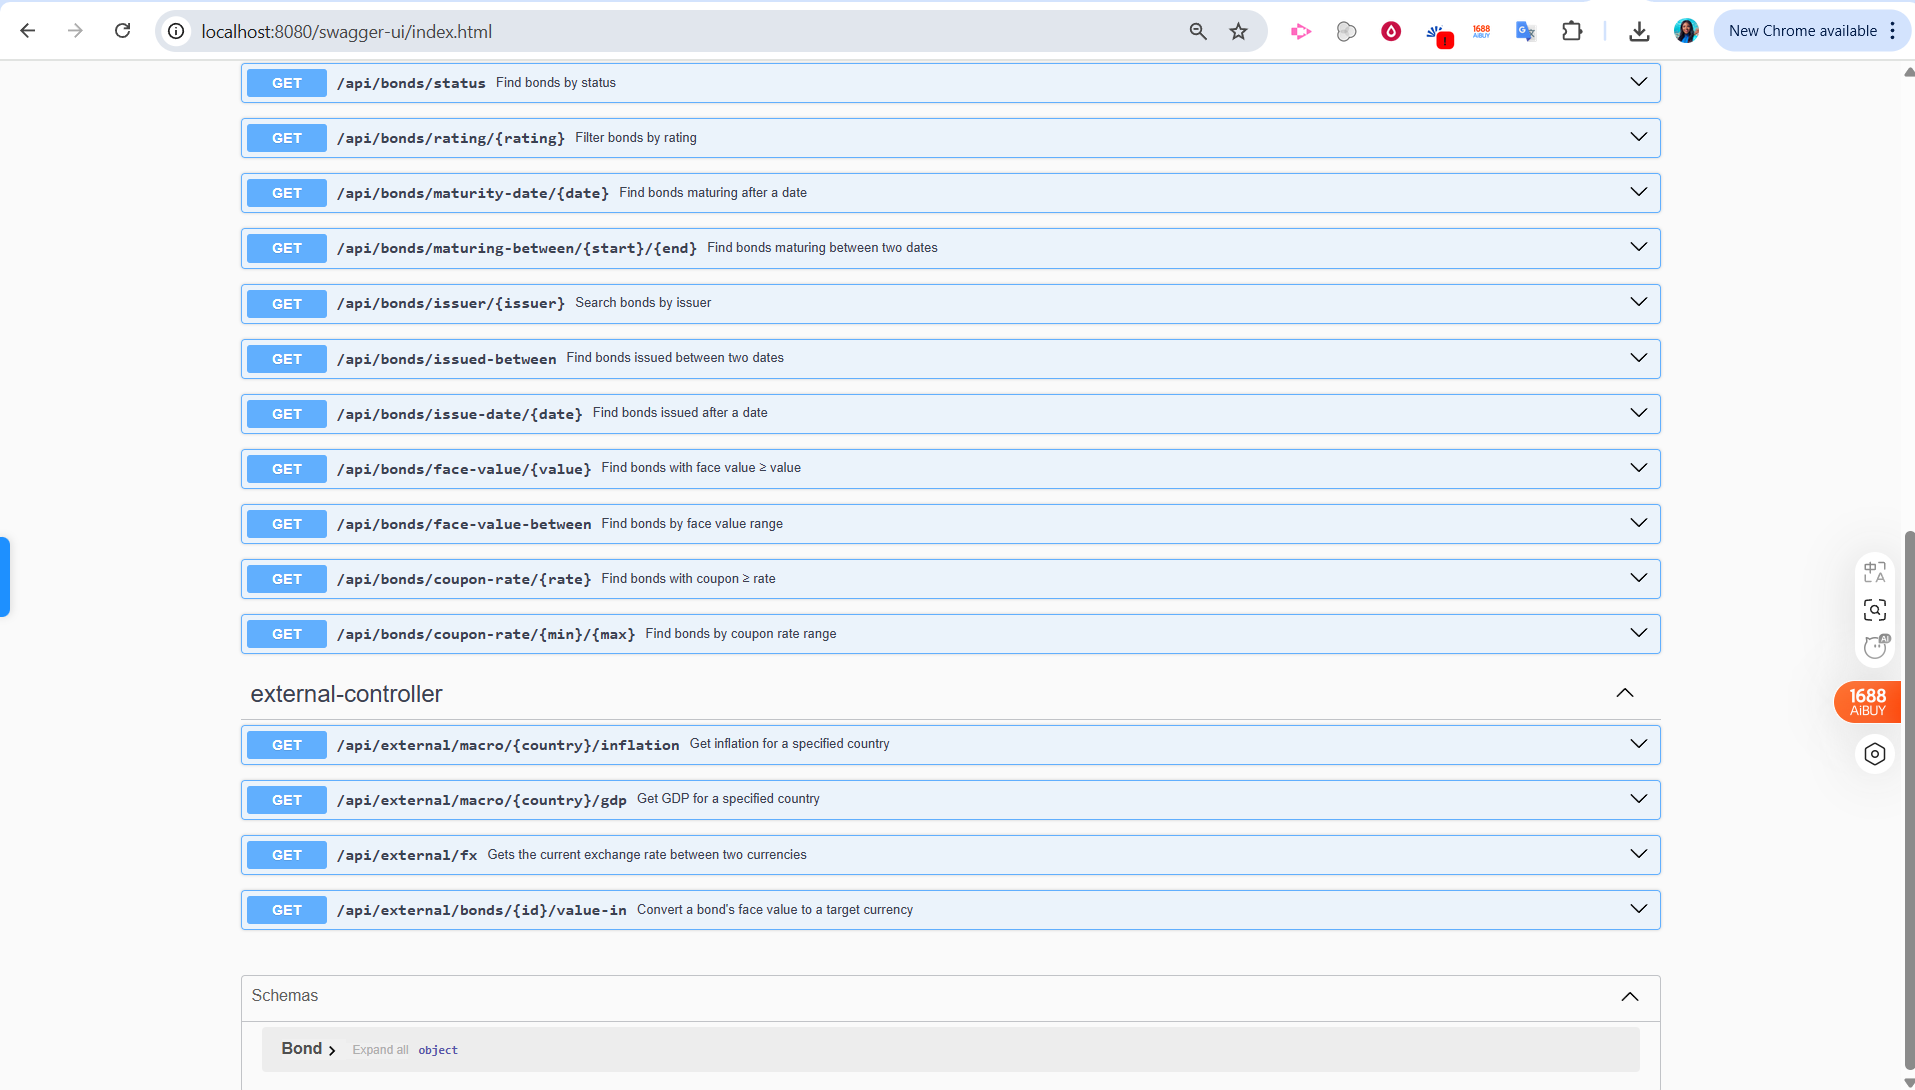 localhost:8080/swagger-ui/index.html
New Chrome available
GET /api/bonds/status Find bonds by status
GET /api/bonds/rating/{rating} Filter bonds by rating
GET /api/bonds/maturity-date/{date} Find bonds maturing after a date
GET /api/bonds/maturing-between/{start}/{end} Find bonds maturing between two dates
GET /api/bonds/issuer/{issuer} Search bonds by issuer
GET /api/bonds/issued-between Find bonds issued between two dates
GET /api/bonds/issue-date/{date} Find bonds issued after a date
GET /api/bonds/face-value/{value} Find bonds with face value ≥ value
GET /api/bonds/face-value-between Find bonds by face value range
GET /api/bonds/coupon-rate/{rate} Find bonds with coupon ≥ rate
GET /api/bonds/coupon-rate/{min}/{max} Find bonds by coupon rate range
external-controller
GET /api/external/macro/{country}/inflation Get inflation for a specified country
GET /api/external/macro/{country}/gdp Get GDP for a specified country
GET /api/external/fx Gets the current exchange rate between two currencies
GET /api/external/bonds/{id}/value-in Convert a bond's face value to a target currency
Schemas
Bond Expand all object
中A
AI
1688
AiBUY
1688
AiBUY